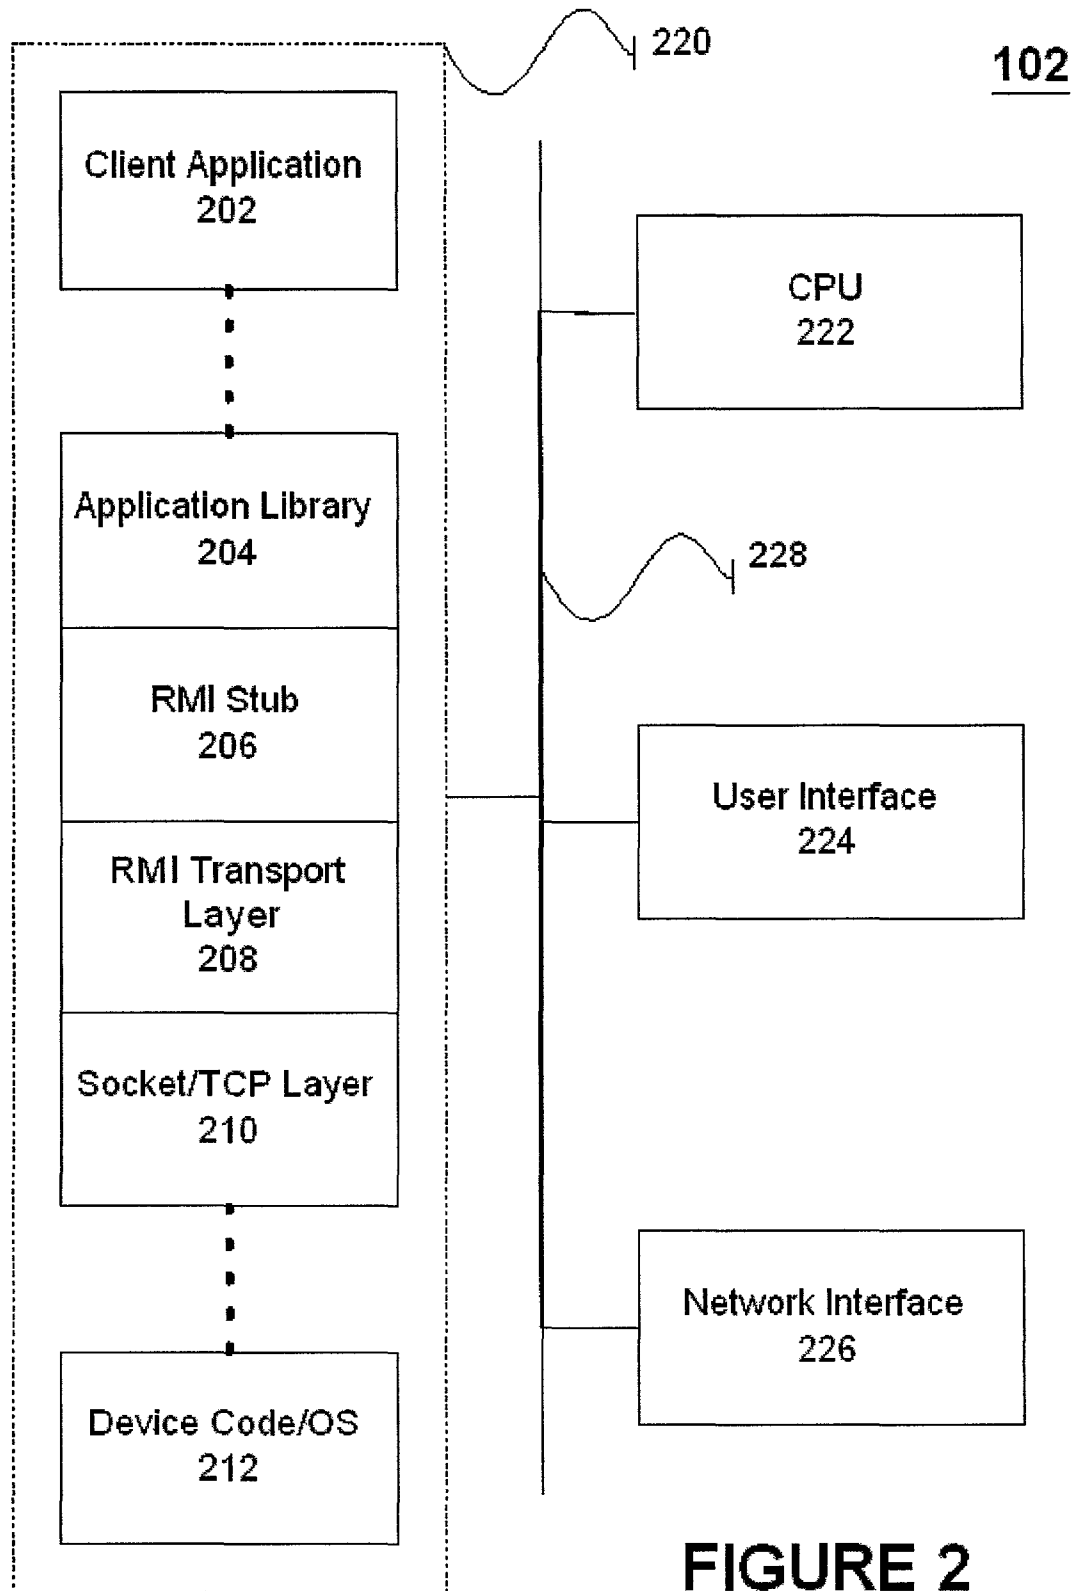 220
102
Client Application
202
CPU
222
Application Library
204
228
RMI Stub
206
User Interface
224
RMI Transport
Layer
208
Socket/TCP Layer
210
Network Interface
226
Device Code/OS
212
FIGURE 2